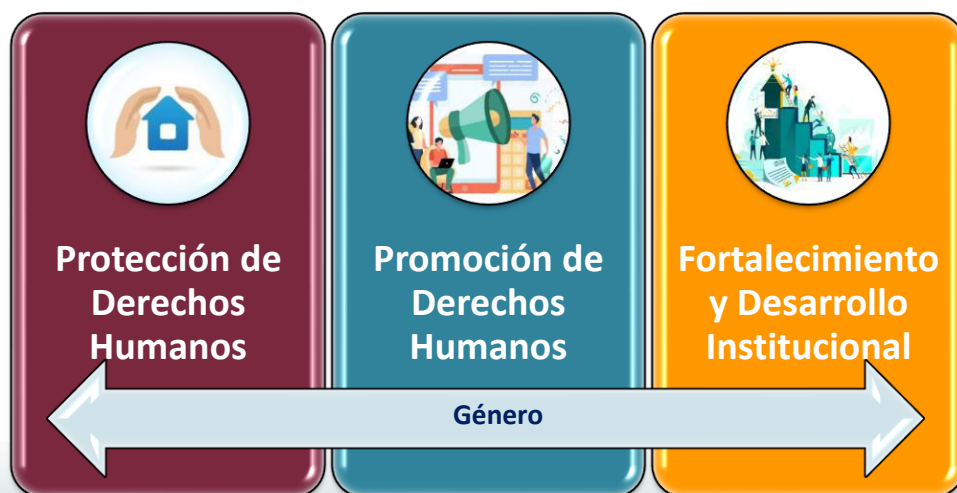 Protección de
Derechos
Humanos
Promoción de
Derechos
Humanos
Fortalecimiento
y Desarrollo
Institucional
Género